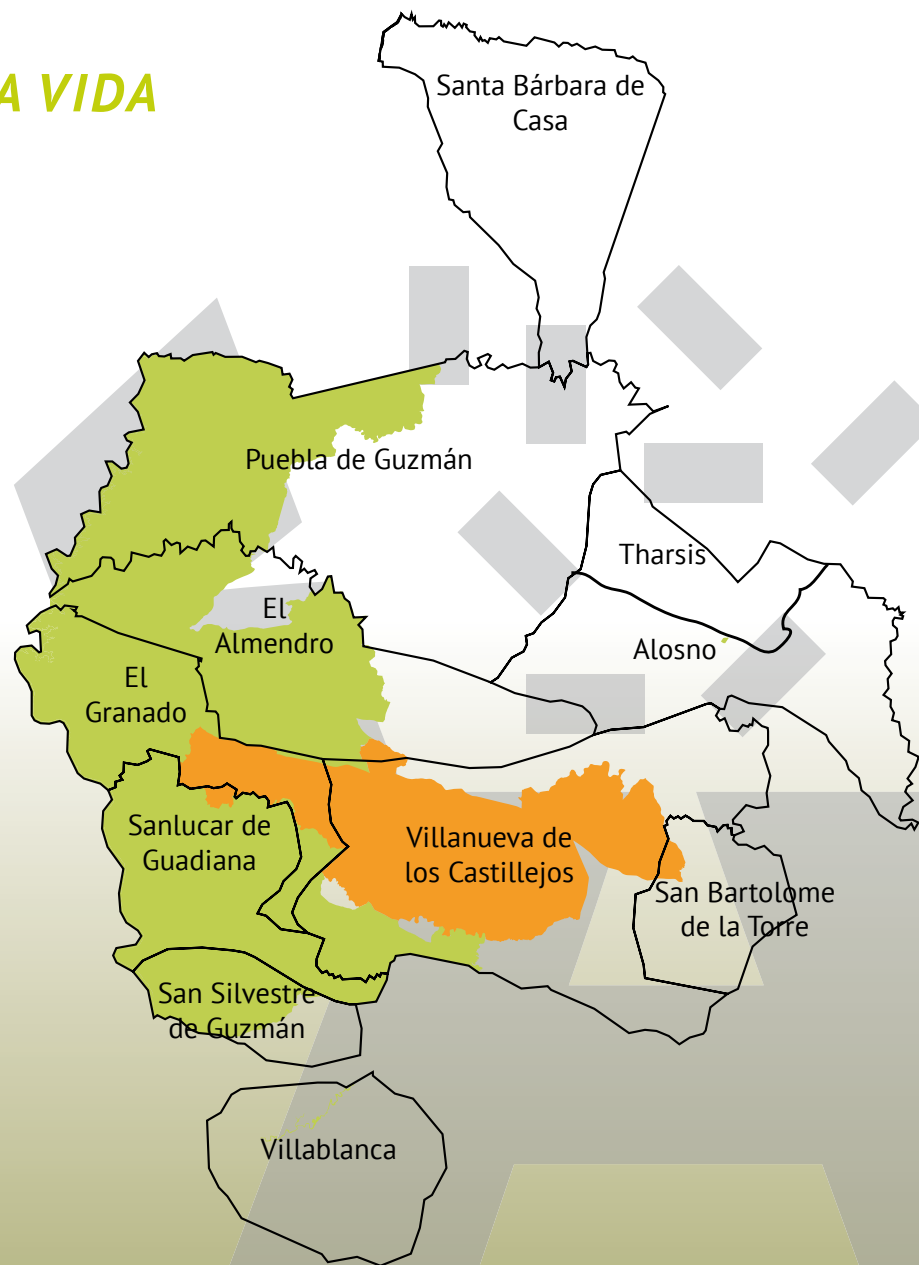 A VIDA
Santa Bárbara de
Casa
Puebla de Guzmán
Tharsis
El
Almendro
Alosno
El
Granado
Sanlucar de
Guadiana
Villanueva de
los Castillejos
San Bartolome
de la Torre
San Silvestre
de Guzmán
Villablanca